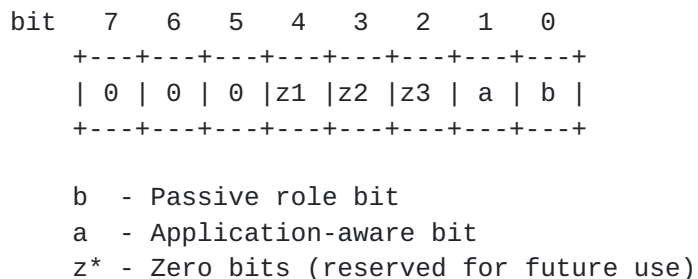 bit   7   6   5   4   3   2   1   0
    +---+---+---+---+---+---+---+---+
    | 0 | 0 | 0 |z1 |z2 |z3 | a | b |
    +---+---+---+---+---+---+---+---+
    b  - Passive role bit
    a  - Application-aware bit
    z* - Zero bits (reserved for future use)